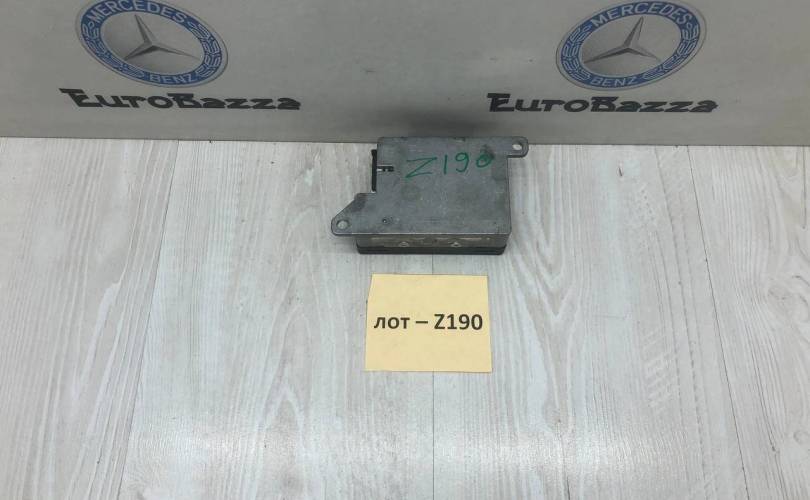 MERCEDES
BENZ
EuroBazza
MERCEDES
BENZ
EuroBazza
Z190
лот – Z190